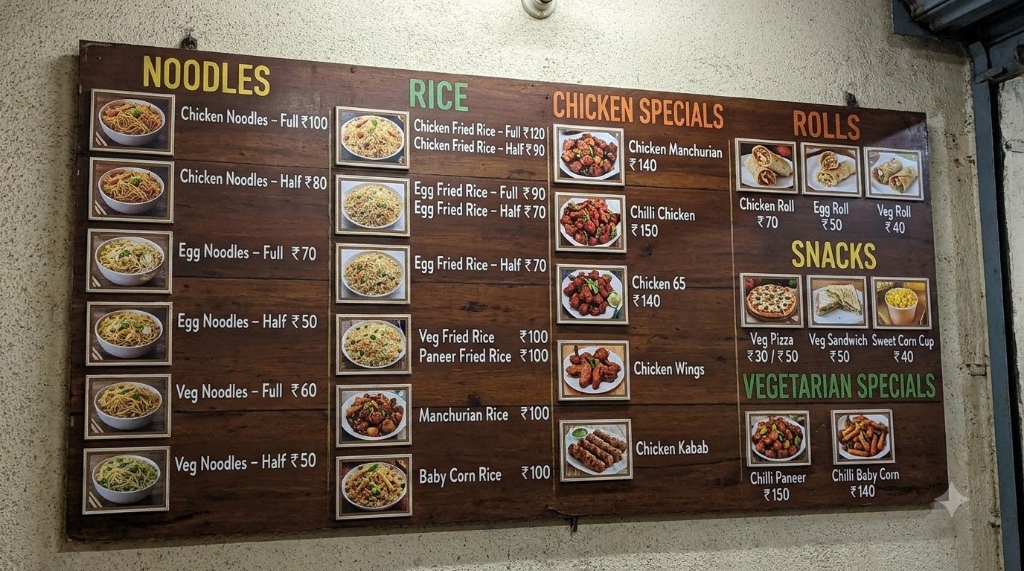 NOODLES
Chicken Noodles – Full ₹100
Chicken Noodles – Half ₹80
Egg Noodles – Full ₹70
Egg Noodles – Half ₹50
Veg Noodles – Full ₹60
Veg Noodles – Half ₹50
RICE
Chicken Fried Rice – Full ₹120
Chicken Fried Rice – Half ₹90
Egg Fried Rice – Full ₹90
Egg Fried Rice – Half ₹70
Egg Fried Rice – Half ₹70
Veg Fried Rice ₹100
Paneer Fried Rice ₹100
Manchurian Rice ₹100
Baby Corn Rice ₹100
CHICKEN SPECIALS
Chicken Manchurian
₹140
Chilli Chicken
₹150
Chicken 65
₹140
Chicken Wings
Chicken Kabab
ROLLS
Chicken Roll
₹70
Egg Roll
₹50
Veg Roll
₹40
SNACKS
Veg Pizza
₹30 / ₹50
Veg Sandwich
₹50
Sweet Corn Cup
₹40
VEGETARIAN SPECIALS
Chilli Paneer
₹150
Chilli Baby Corn
₹140